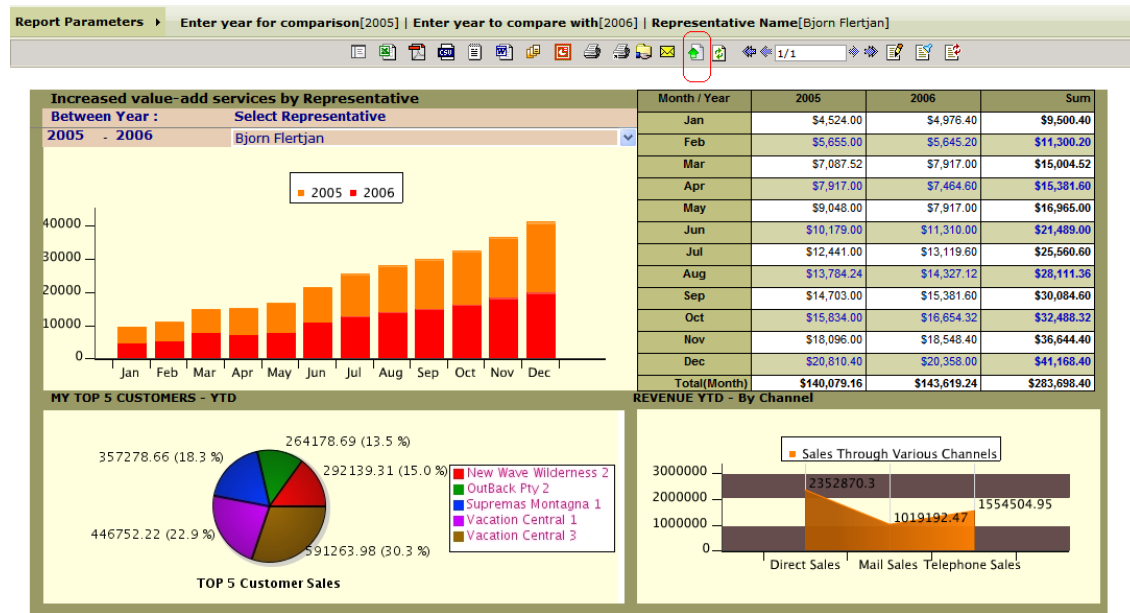 Report Parameters Enter year for comparison[2005] | Enter year to compare with[2006] | Representative Name[Bjorn Flertjan]
CSV 1/1
Increased value-add services by Representative
Between Year : Select Representative
2005 - 2006 Bjorn Flertjan
2005 2006
40000
30000
20000
10000
0
Jan Feb Mar Apr May Jun Jul Aug Sep Oct Nov Dec
Month / Year 2005 2006 Sum
Jan $4,524.00 $4,976.40 $9,500.40
Feb $5,655.00 $5,645.20 $11,300.20
Mar $7,087.52 $7,917.00 $15,004.52
Apr $7,917.00 $7,464.60 $15,381.60
May $9,048.00 $7,917.00 $16,965.00
Jun $10,179.00 $11,310.00 $21,489.00
Jul $12,441.00 $13,119.60 $25,560.60
Aug $13,784.24 $14,327.12 $28,111.36
Sep $14,703.00 $15,381.60 $30,084.60
Oct $15,834.00 $16,654.32 $32,488.32
Nov $18,096.00 $18,548.40 $36,644.40
Dec $20,810.40 $20,358.00 $41,168.40
Total(Month) $140,079.16 $143,619.24 $283,698.40
MY TOP 5 CUSTOMERS - YTD
264178.69 (13.5 %)
357278.66 (18.3 %)
292139.31 (15.0 %)
446752.22 (22.9 %)
591263.98 (30.3 %)
New Wave Wilderness 2
OutBack Pty 2
Supremas Montagna 1
Vacation Central 1
Vacation Central 3
TOP 5 Customer Sales
REVENUE YTD - By Channel
Sales Through Various Channels
3000000
2000000
1000000
0
2352870.3
1019192.47
1554504.95
Direct Sales Mail Sales Telephone Sales